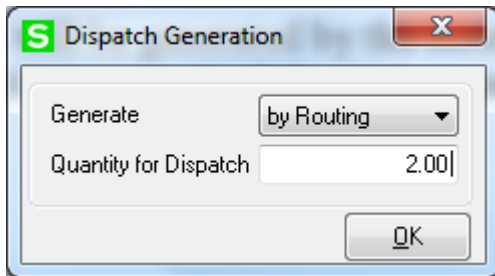 S Dispatch Generation
Generate by Routing
Quantity for Dispatch 2.00
OK